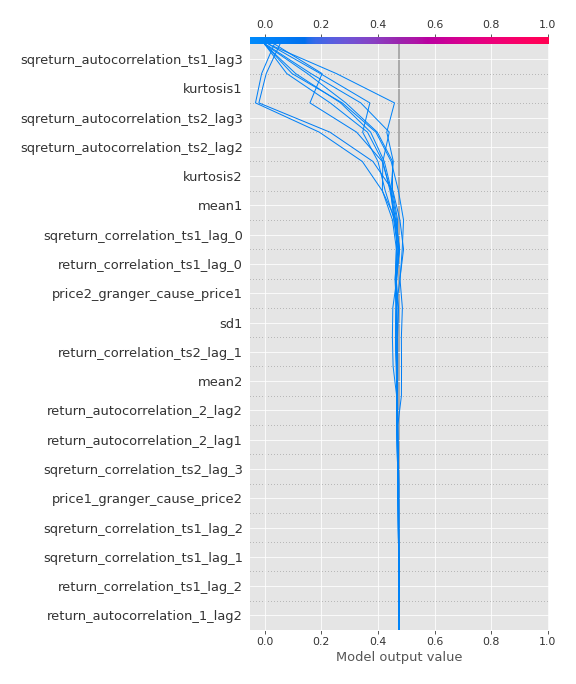 0.0 0.2 0.4 0.6 0.8 1.0
sqreturn_autocorrelation_ts1_lag3
kurtosis1
sqreturn_autocorrelation_ts2_lag3
sqreturn_autocorrelation_ts2_lag2
kurtosis2
mean1
sqreturn_correlation_ts1_lag_0
return_correlation_ts1_lag_0
price2_granger_cause_price1
sd1
return_correlation_ts2_lag_1
mean2
return_autocorrelation_2_lag2
return_autocorrelation_2_lag1
sqreturn_correlation_ts2_lag_3
price1_granger_cause_price2
sqreturn_correlation_ts1_lag_2
sqreturn_correlation_ts1_lag_1
return_correlation_ts1_lag_2
return_autocorrelation_1_lag2
0.0 0.2 0.4 0.6 0.8 1.0
Model output value